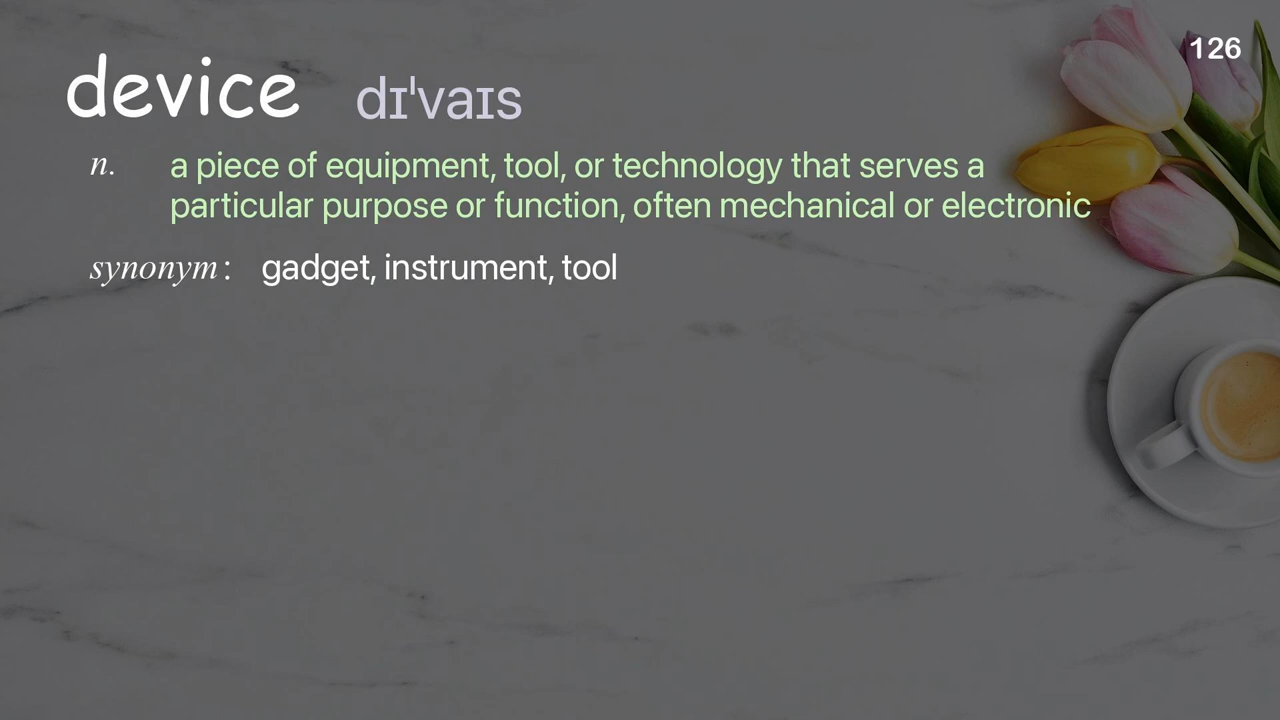 126
device dɪˈvaɪs
n. a piece of equipment, tool, or technology that serves a
particular purpose or function, often mechanical or electronic
synonym : gadget, instrument, tool